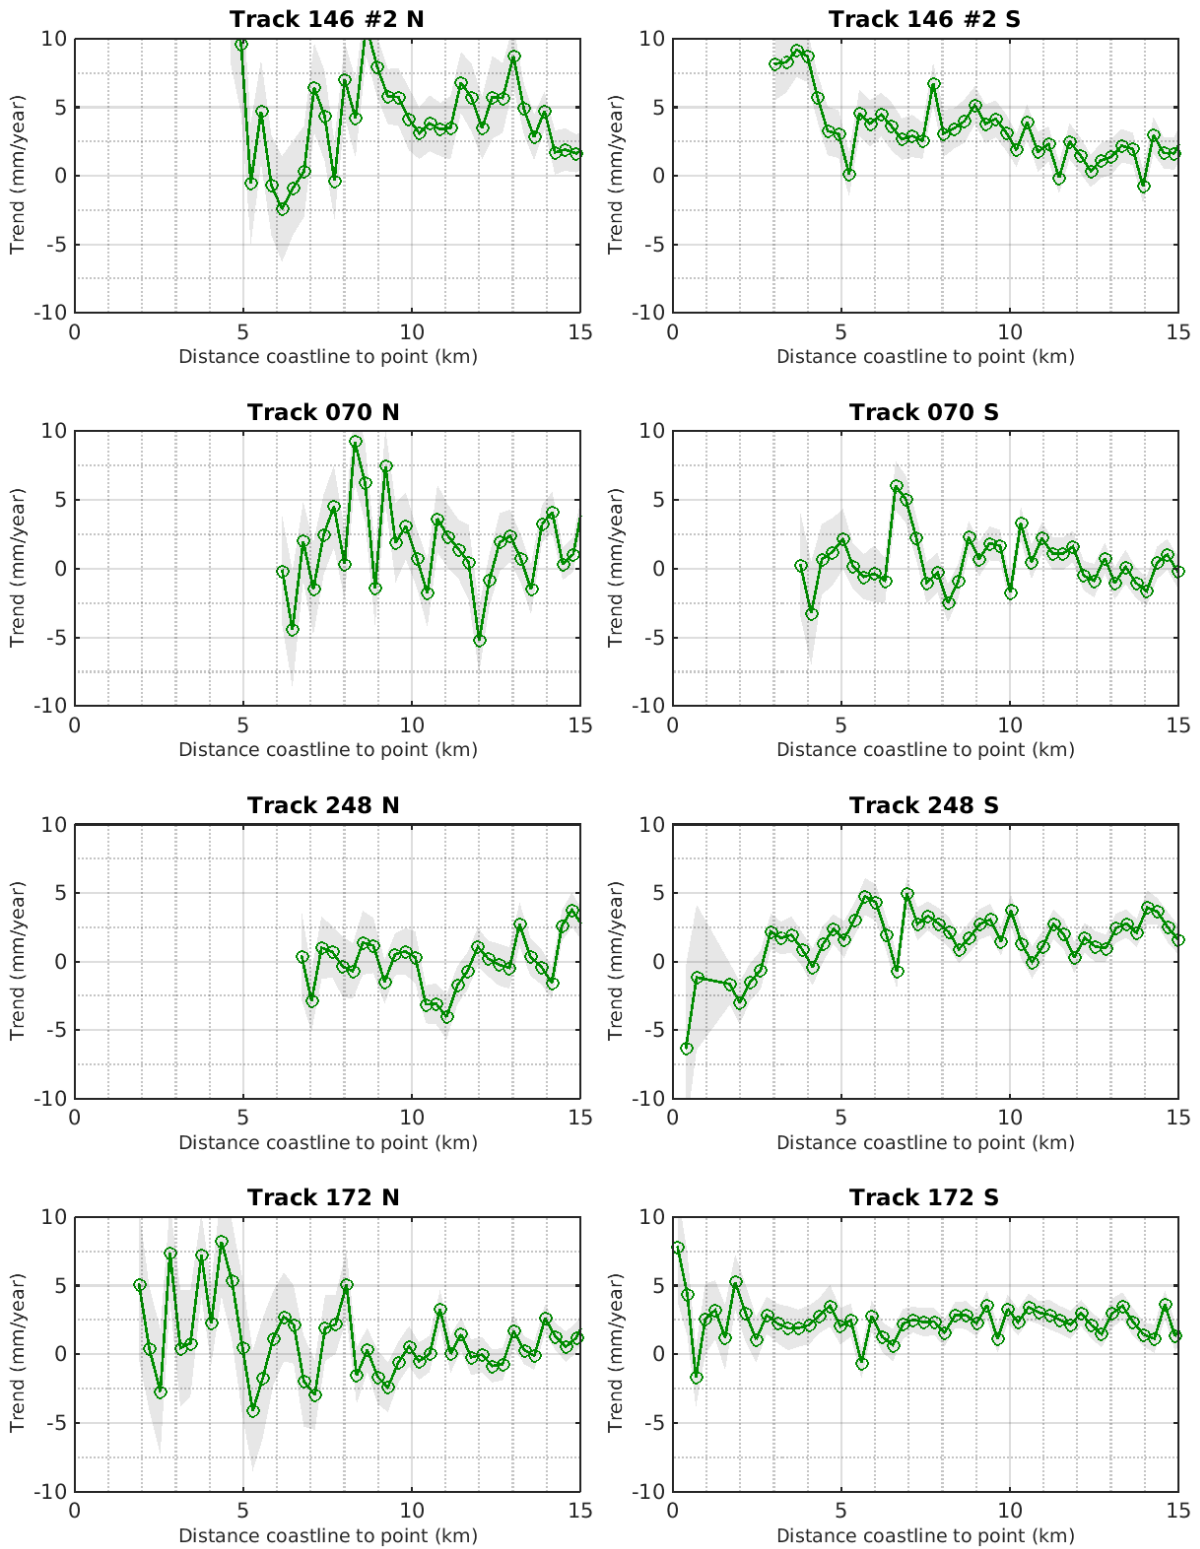 Track 146 #2 N
Trend (mm/year)
10
5
0
-5
-10
0 5 10 15
Distance coastline to point (km)
Track 146 #2 S
Trend (mm/year)
10
5
0
-5
-10
0 5 10 15
Distance coastline to point (km)
Track 070 N
Trend (mm/year)
10
5
0
-5
-10
0 5 10 15
Distance coastline to point (km)
Track 070 S
Trend (mm/year)
10
5
0
-5
-10
0 5 10 15
Distance coastline to point (km)
Track 248 N
Trend (mm/year)
10
5
0
-5
-10
0 5 10 15
Distance coastline to point (km)
Track 248 S
Trend (mm/year)
10
5
0
-5
-10
0 5 10 15
Distance coastline to point (km)
Track 172 N
Trend (mm/year)
10
5
0
-5
-10
0 5 10 15
Distance coastline to point (km)
Track 172 S
Trend (mm/year)
10
5
0
-5
-10
0 5 10 15
Distance coastline to point (km)